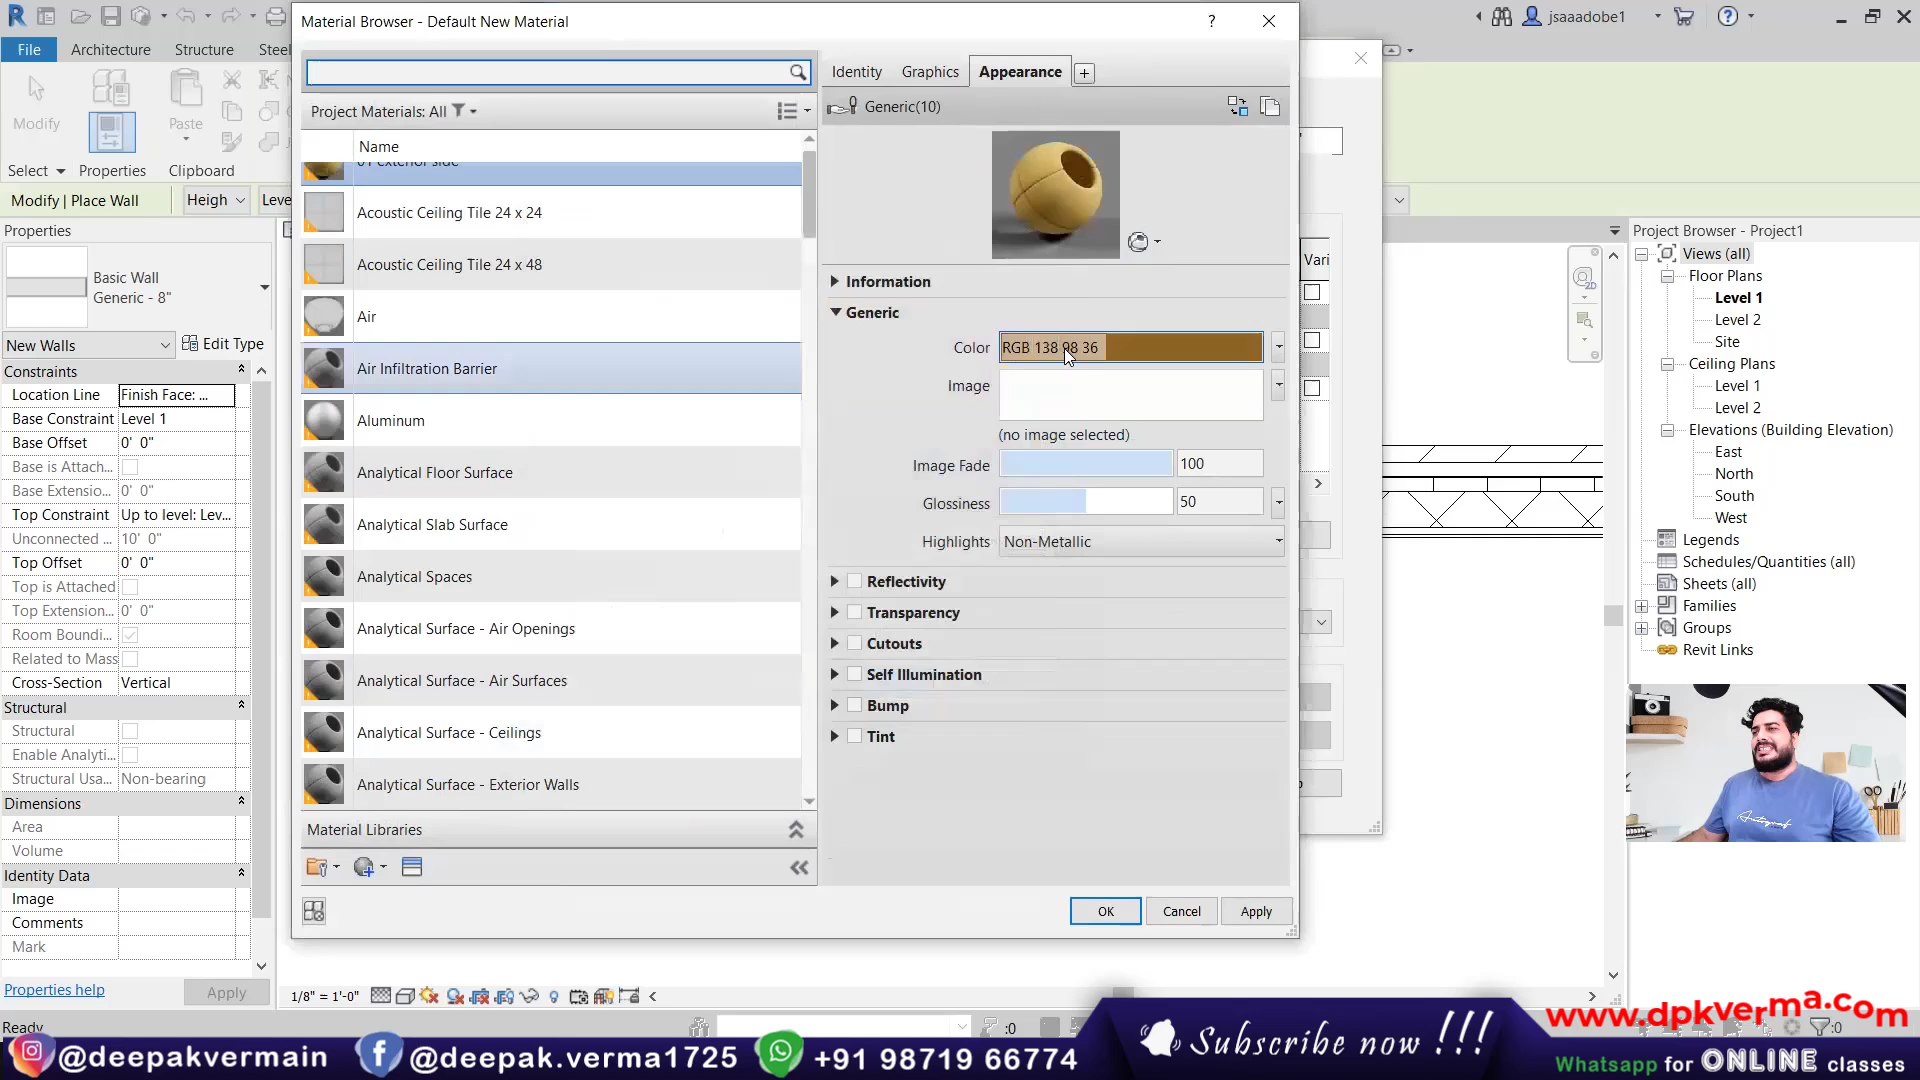 Material Browser - Default New Material
?
jsaaadobe1
File
Architecture
Structure
Steel
Modify
Paste
Select
Properties
Clipboard
Modify | Place Wall
Heigh
Leve
Project Materials: All
Name
01 exterior side
Acoustic Ceiling Tile 24 x 24
Acoustic Ceiling Tile 24 x 48
Air
Air Infiltration Barrier
Aluminum
Analytical Floor Surface
Analytical Slab Surface
Analytical Spaces
Analytical Surface - Air Openings
Analytical Surface - Air Surfaces
Analytical Surface - Ceilings
Analytical Surface - Exterior Walls
Material Libraries
Identity
Graphics
Appearance
Generic(10)
Information
Generic
Color RGB 138 98 36
Image
(no image selected)
Image Fade 100
Glossiness 50
Highlights Non-Metallic
Reflectivity
Transparency
Cutouts
Self Illumination
Bump
Tint
OK
Cancel
Apply
Vari
Properties
Basic Wall
Generic - 8"
New Walls
Edit Type
Constraints
Location Line Finish Face: ...
Base Constraint Level 1
Base Offset 0' 0"
Base is Attach...
Base Extensio... 0' 0"
Top Constraint Up to level: Lev...
Unconnected ... 10' 0"
Top Offset 0' 0"
Top is Attached
Top Extension... 0' 0"
Room Boundi...
Related to Mass
Cross-Section Vertical
Structural
Structural
Enable Analyti...
Structural Usa... Non-bearing
Dimensions
Area
Volume
Identity Data
Image
Comments
Mark
Properties help
Apply
1/8" = 1'-0"
Ready
:0
:0
Project Browser - Project1
Views (all)
Floor Plans
Level 1
Level 2
Site
Ceiling Plans
Level 1
Level 2
Elevations (Building Elevation)
East
North
South
West
Legends
Schedules/Quantities (all)
Sheets (all)
Families
Groups
Revit Links
2D
@deepakvermain
@deepak.verma1725
+91 98719 66774
Subscribe now !!!
www.dpkverma.com
Whatsapp for ONLINE classes